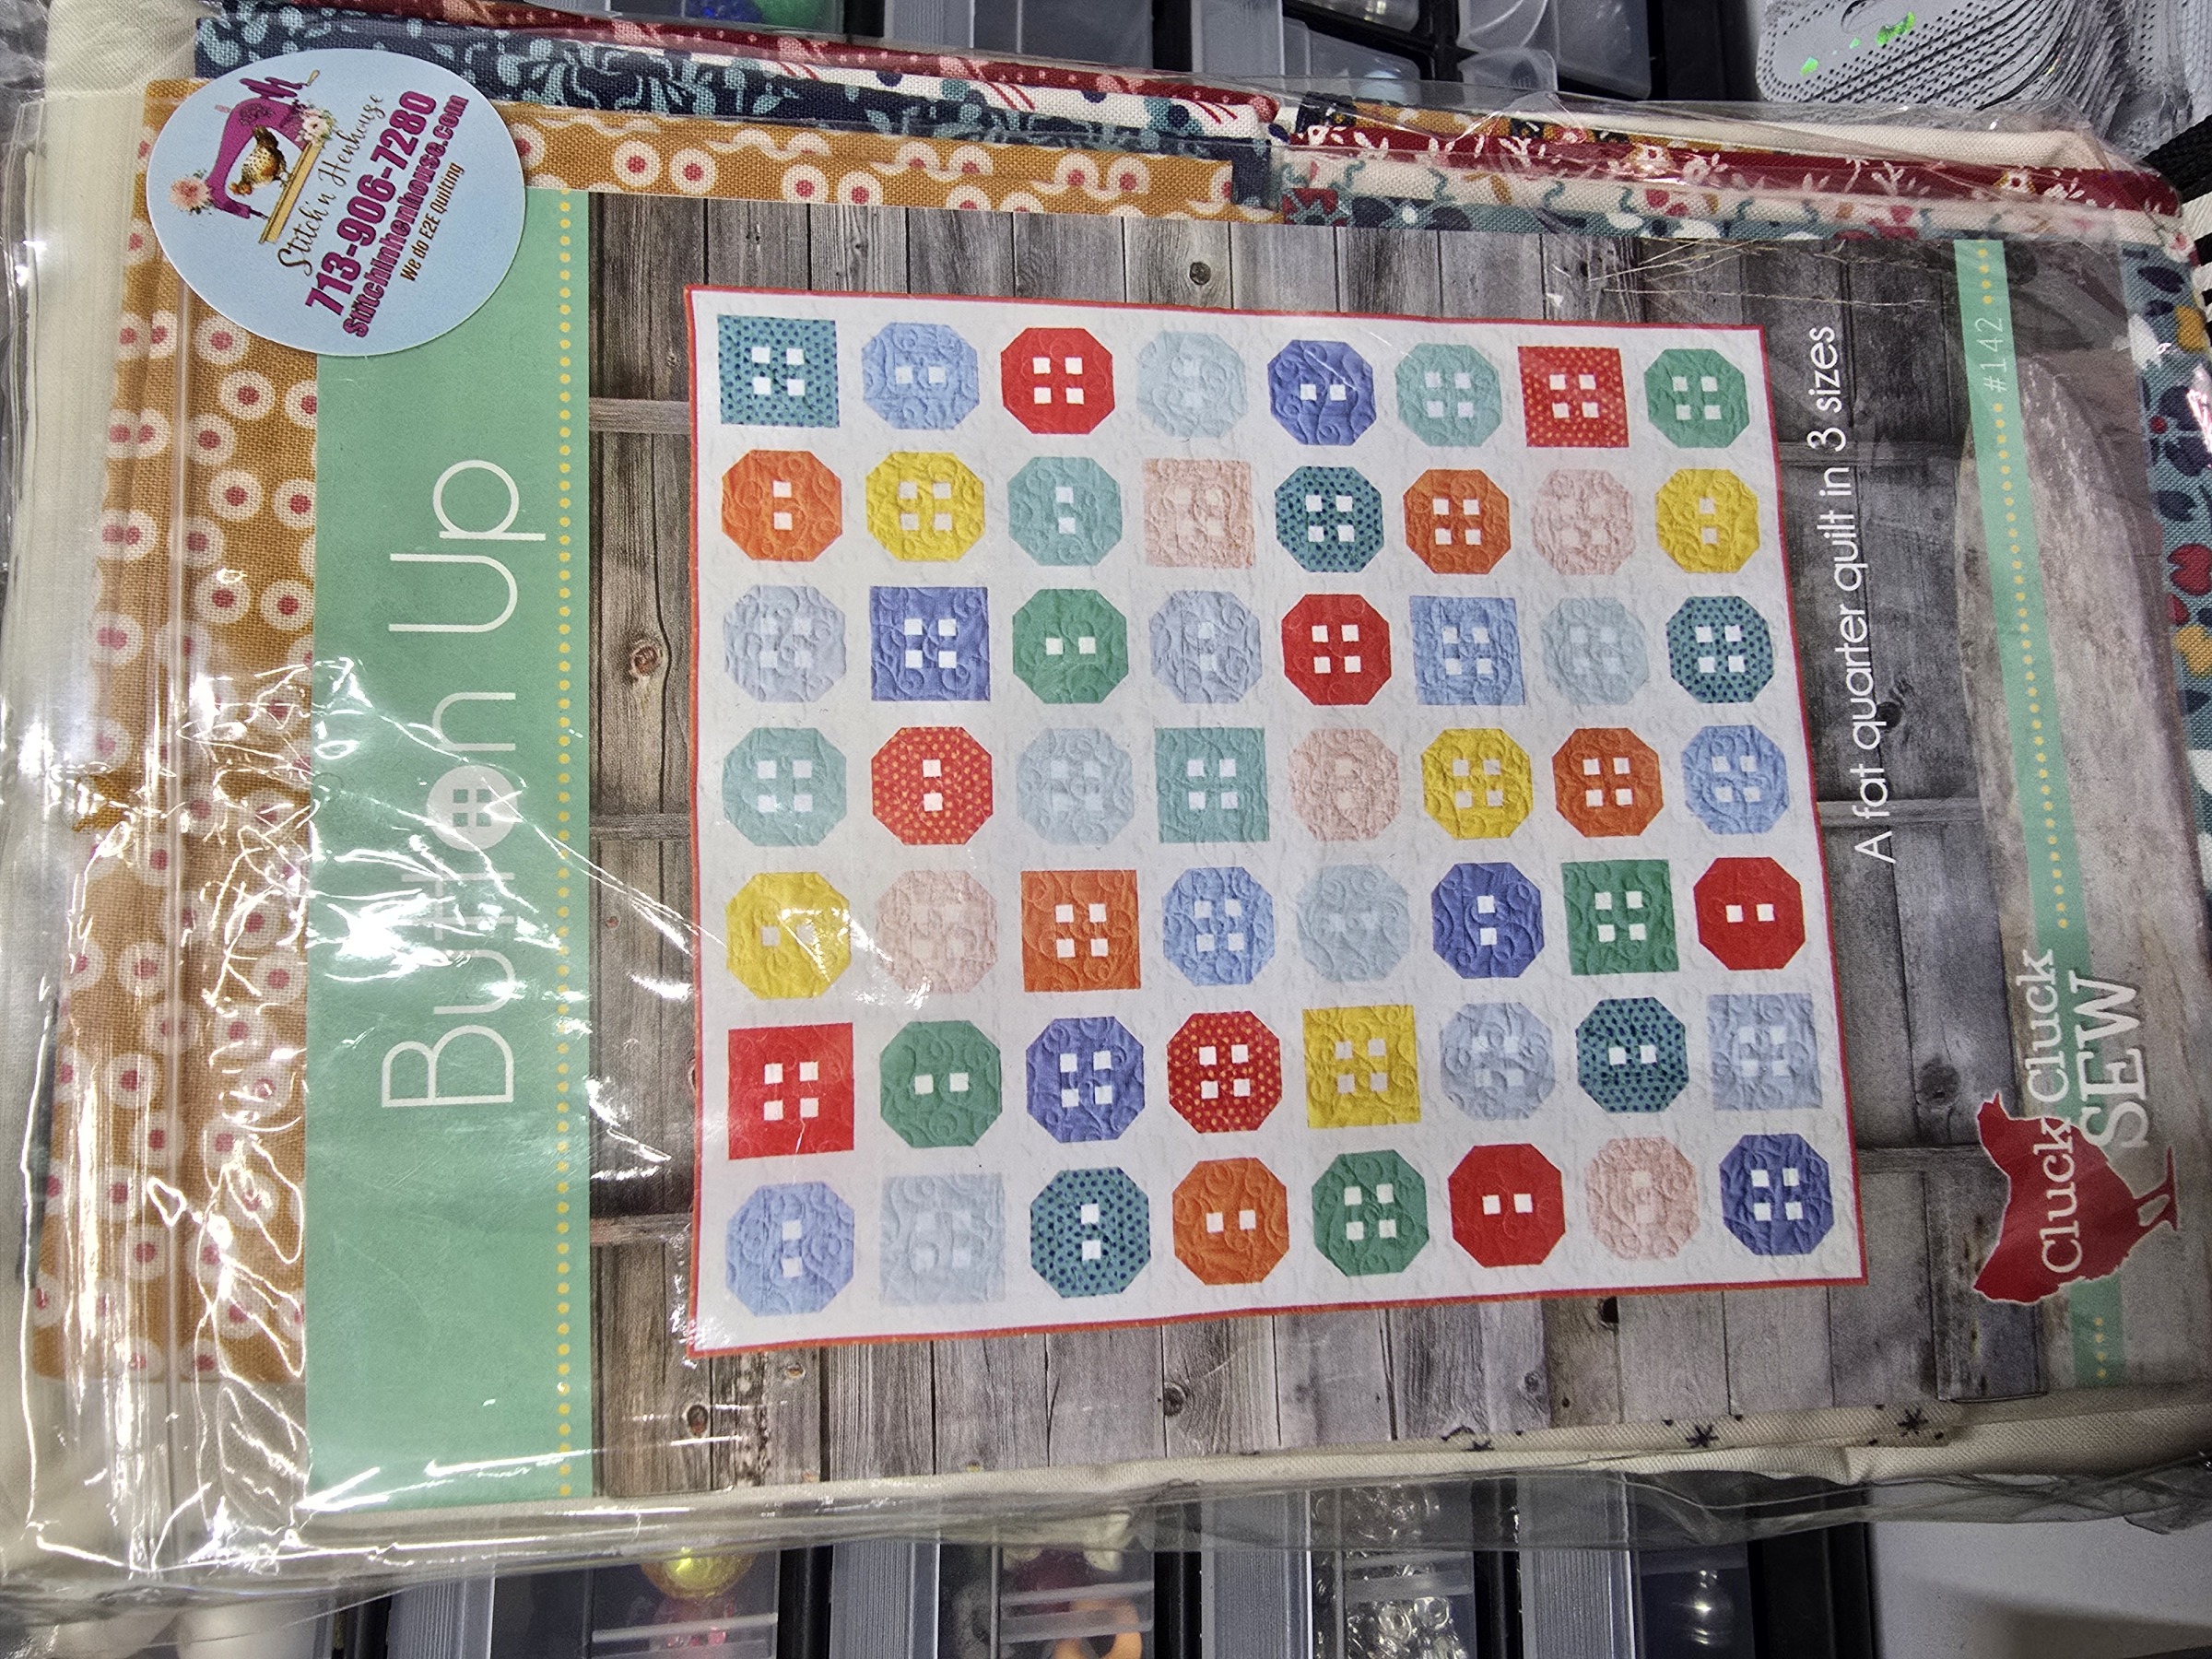 Stitch'n Henhouse
713-906-7280
Stitchinhenhouse.com
We do E2E quilting
Button Up
A fat quarter quilt in 3 sizes
#142
Cluck Cluck
SEW